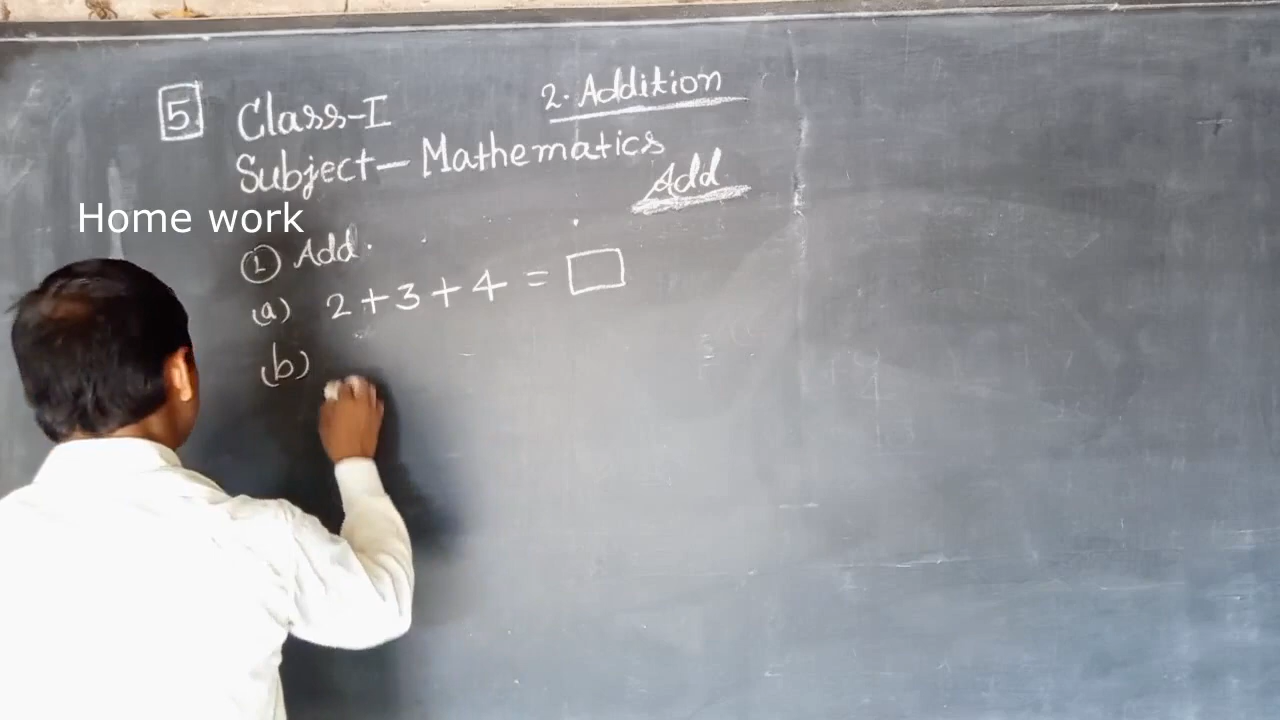 5 Class-I 2. Addition
Subject- Mathematics
Add
Home work
1 Add.
(a) 2+3+4 = □
(b)